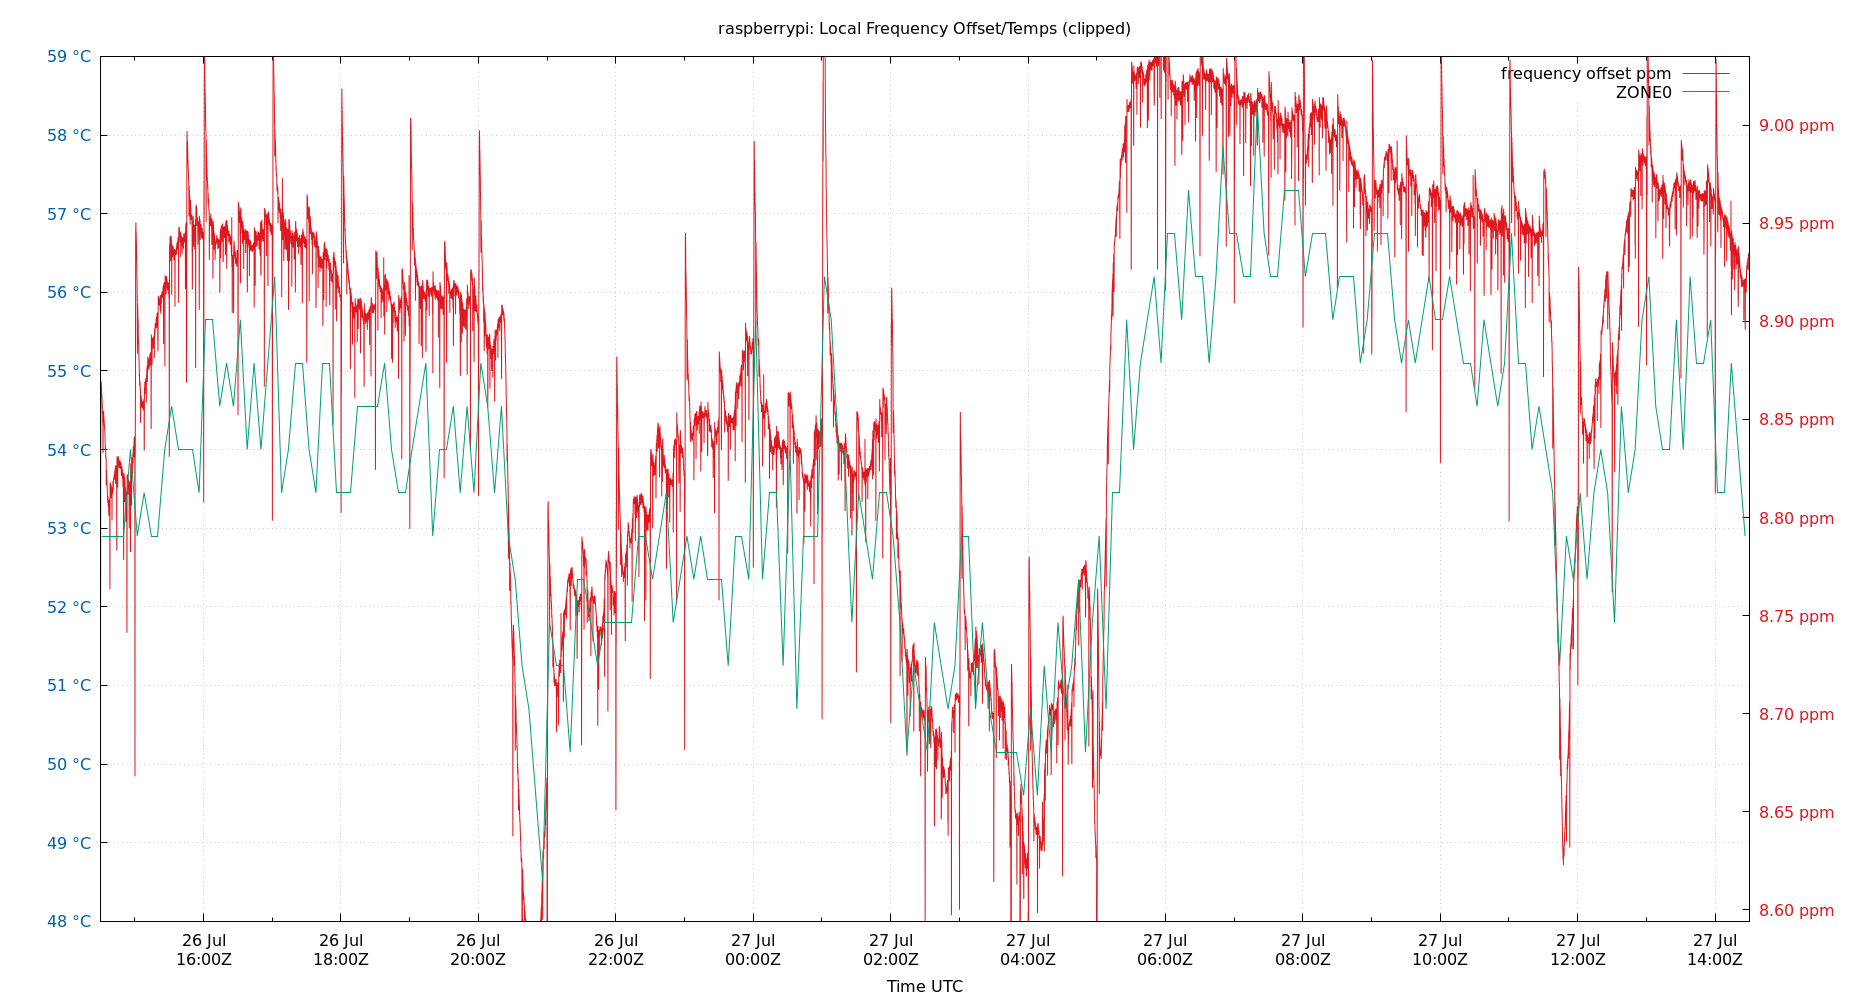 raspberrypi: Local Frequency Offset/Temps (clipped)
59 °C
58 °C
57 °C
56 °C
55 °C
54 °C
53 °C
52 °C
51 °C
50 °C
49 °C
48 °C
frequency offset ppm
ZONE0
9.00 ppm
8.95 ppm
8.90 ppm
8.85 ppm
8.80 ppm
8.75 ppm
8.70 ppm
8.65 ppm
8.60 ppm
26 Jul
16:00Z
26 Jul
18:00Z
26 Jul
20:00Z
26 Jul
22:00Z
27 Jul
00:00Z
27 Jul
02:00Z
27 Jul
04:00Z
27 Jul
06:00Z
27 Jul
08:00Z
27 Jul
10:00Z
27 Jul
12:00Z
27 Jul
14:00Z
Time UTC